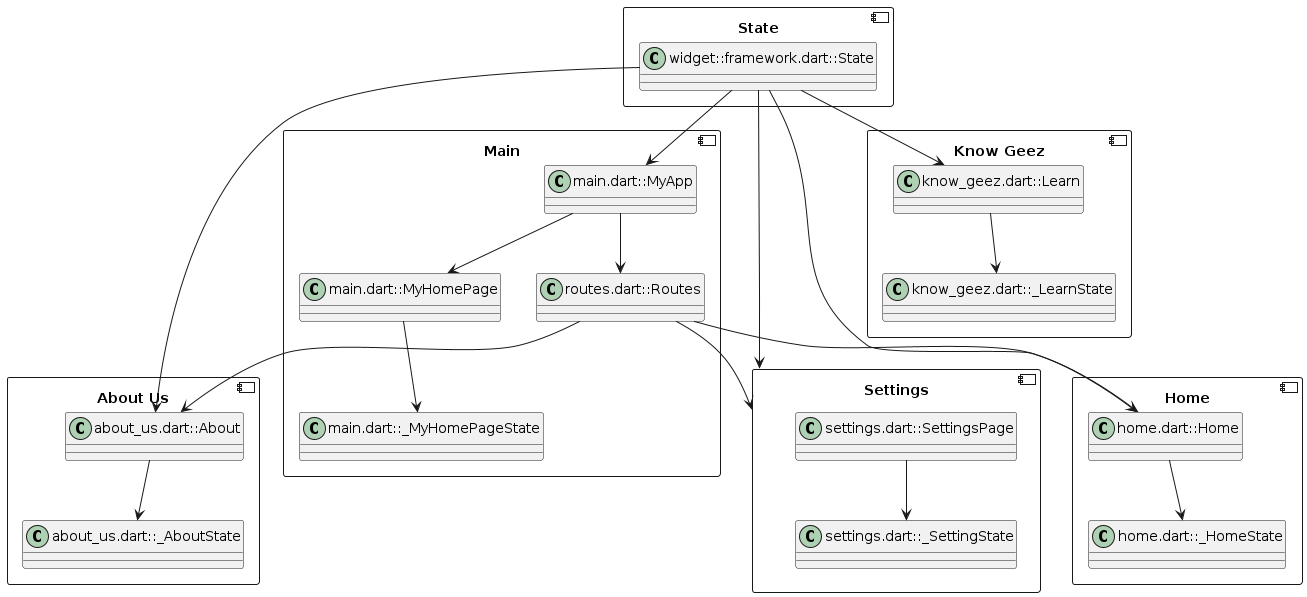 State
C widget::framework.dart::State
Main
C main.dart::MyApp
C main.dart::MyHomePage
C routes.dart::Routes
C main.dart::_MyHomePageState
Know Geez
C know_geez.dart::Learn
C know_geez.dart::_LearnState
About Us
C about_us.dart::About
C about_us.dart::_AboutState
Settings
C settings.dart::SettingsPage
C settings.dart::_SettingState
Home
C home.dart::Home
C home.dart::_HomeState